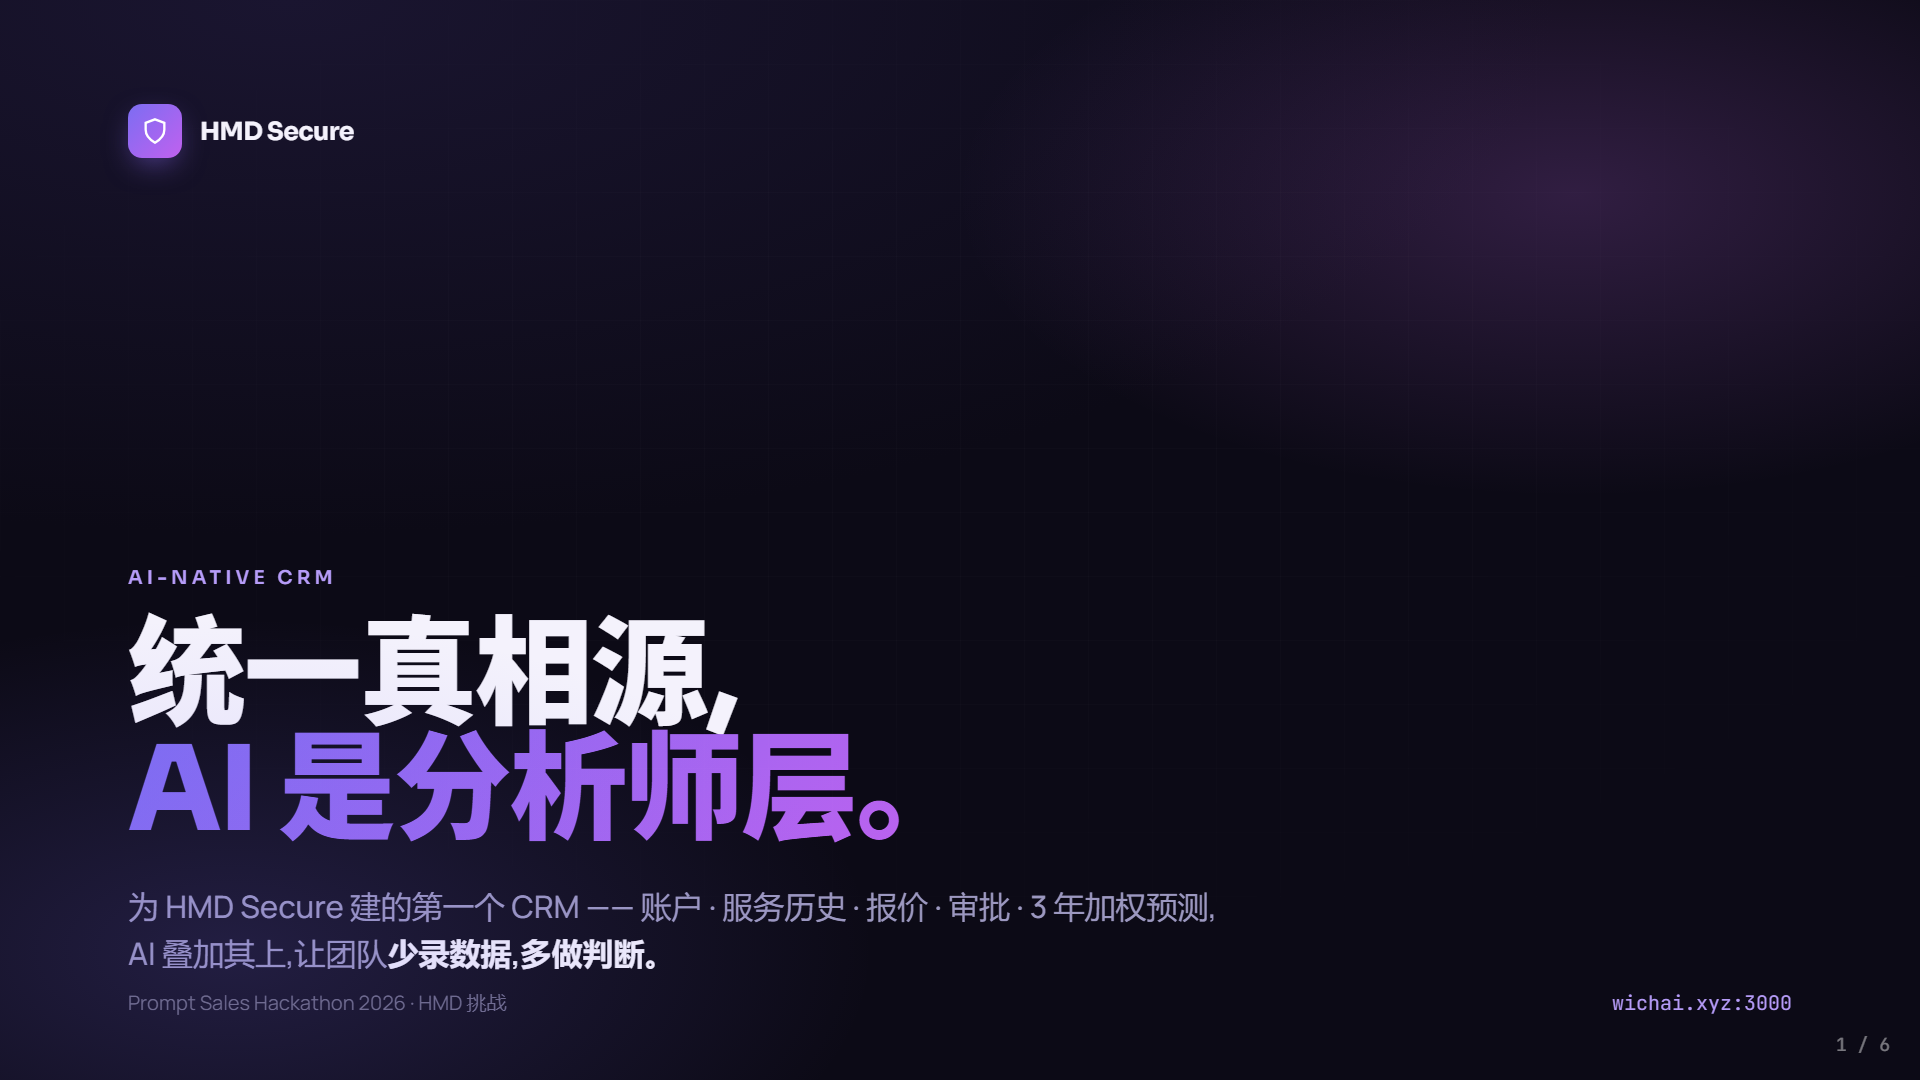 HMD Secure
AI-NATIVE CRM
统一真相源,
AI 是分析师层。
为 HMD Secure 建的第一个 CRM —— 账户 · 服务历史 · 报价 · 审批 · 3 年加权预测,
AI 叠加其上,让团队少录数据,多做判断。
Prompt Sales Hackathon 2026 · HMD 挑战
wichai.xyz:3000
1 / 6